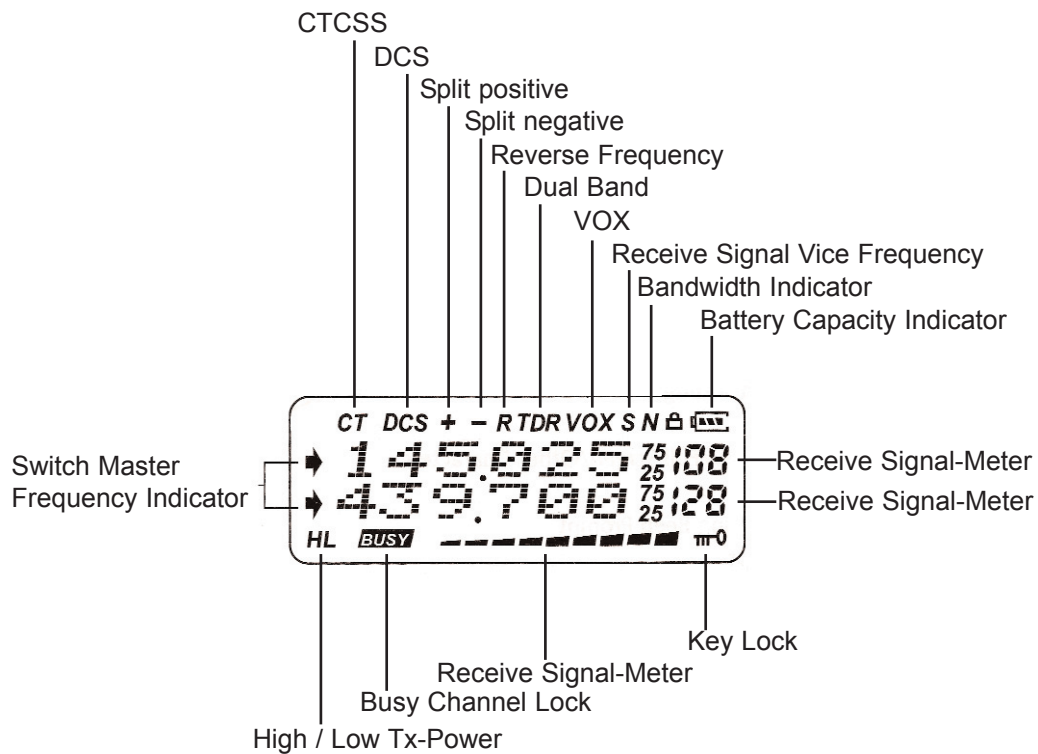 CTCSS
DCS
Split positive
Split negative
Reverse Frequency
Dual Band
VOX
Receive Signal Vice Frequency
Bandwidth Indicator
Battery Capacity Indicator
CT DCS + - R TDR VOX S N
145.025 75 25 108
439.700 75 25 128
HL BUSY
Switch Master
Frequency Indicator
Receive Signal-Meter
Receive Signal-Meter
Key Lock
Receive Signal-Meter
Busy Channel Lock
High / Low Tx-Power